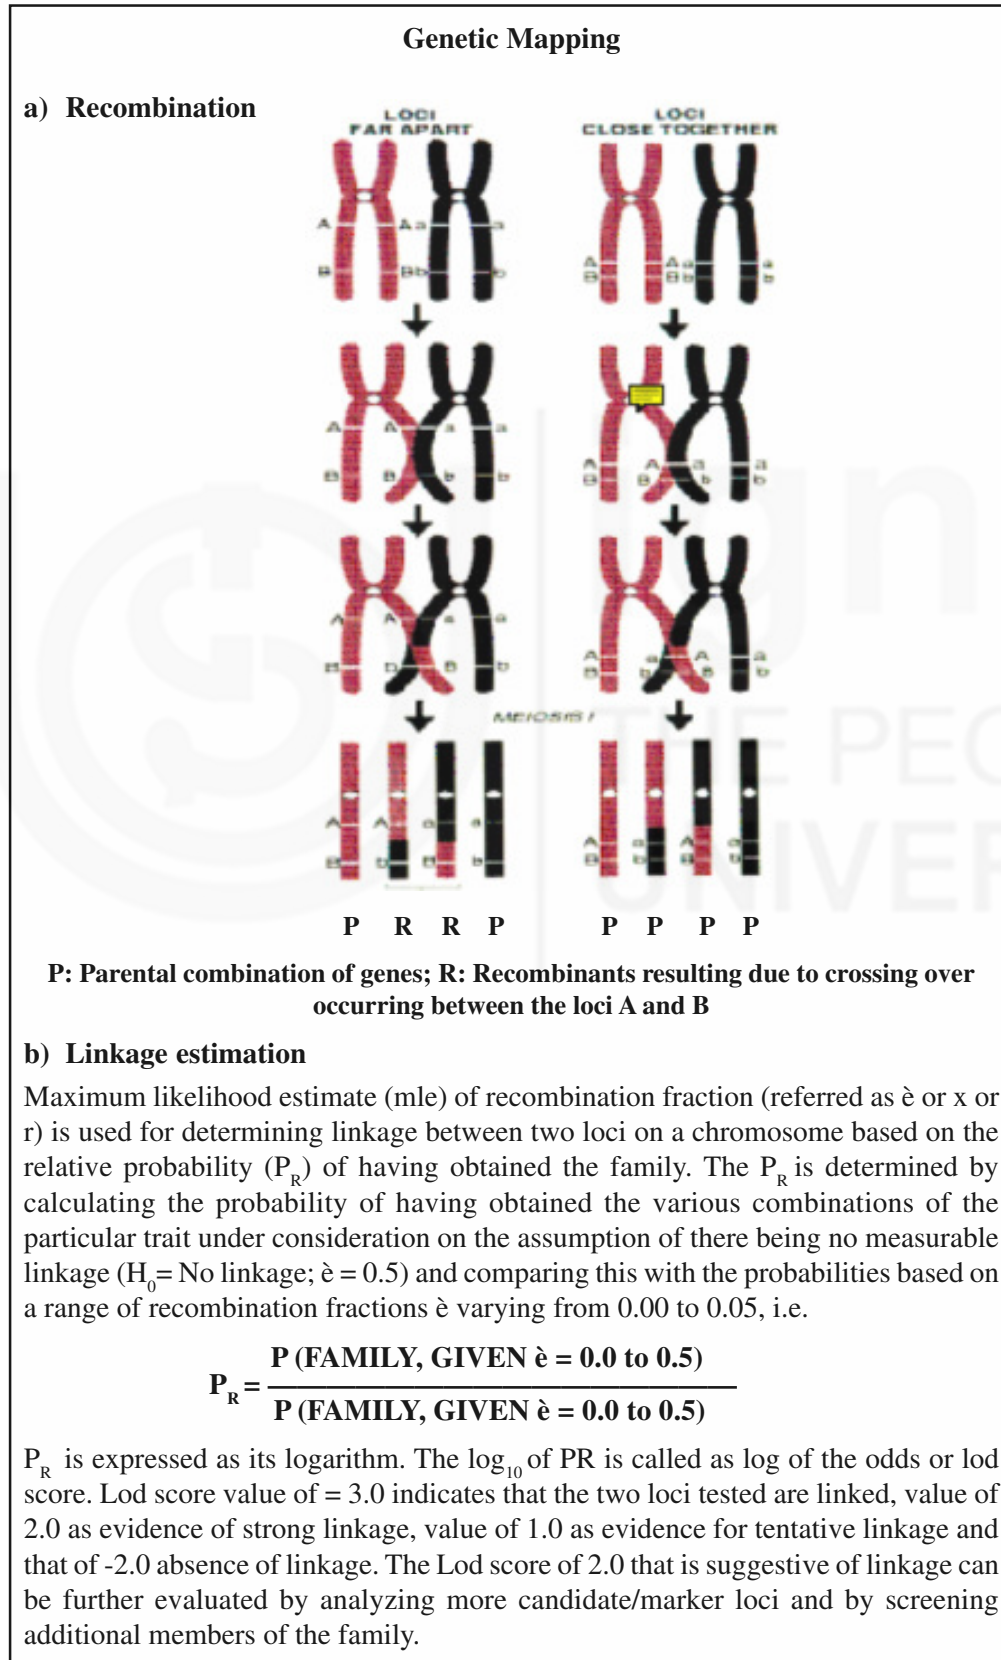 Genetic Mapping
a) Recombination
LOCI
FAR APART
LOCI
CLOSE TOGETHER
A A a a
B B b b
A A a a
B B b b
A A a a
B B b b
A A a a
B B b b
A A a a
B b B b
A a A a
B b B b
MEIOSIS I
A A a a
B b B b
A a A a
B b B b
P R R P
P P P P
P: Parental combination of genes; R: Recombinants resulting due to crossing over
occurring between the loci A and B
b) Linkage estimation
Maximum likelihood estimate (mle) of recombination fraction (referred as è or x or
r) is used for determining linkage between two loci on a chromosome based on the
relative probability (P_R) of having obtained the family. The P_R is determined by
calculating the probability of having obtained the various combinations of the
particular trait under consideration on the assumption of there being no measurable
linkage (H_0= No linkage; è = 0.5) and comparing this with the probabilities based on
a range of recombination fractions è varying from 0.00 to 0.05, i.e.
P (FAMILY, GIVEN è = 0.0 to 0.5)
P_R =
P (FAMILY, GIVEN è = 0.0 to 0.5)
P_R is expressed as its logarithm. The log_10 of PR is called as log of the odds or lod
score. Lod score value of = 3.0 indicates that the two loci tested are linked, value of
2.0 as evidence of strong linkage, value of 1.0 as evidence for tentative linkage and
that of -2.0 absence of linkage. The Lod score of 2.0 that is suggestive of linkage can
be further evaluated by analyzing more candidate/marker loci and by screening
additional members of the family.
ign
THE PEO
UNIVER